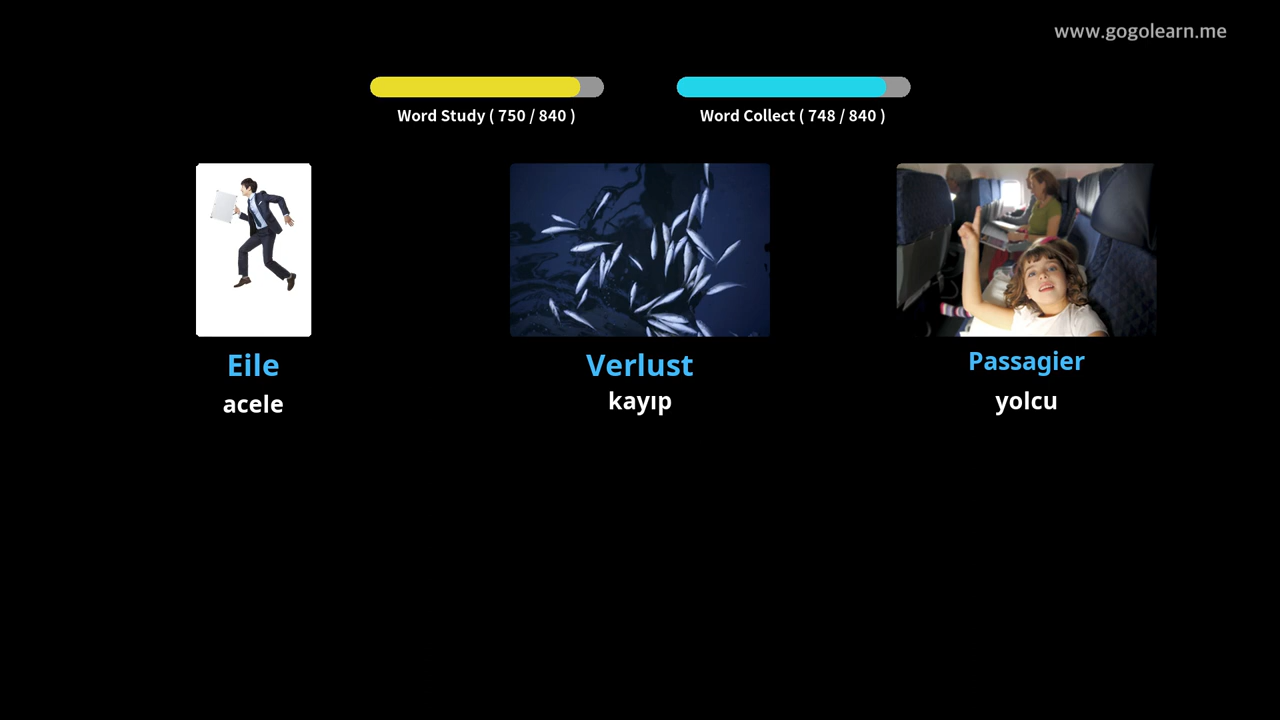 www.gogolearn.me
Word Study ( 750 / 840 )
Word Collect ( 748 / 840 )
Eile
acele
Verlust
kayıp
Passagier
yolcu